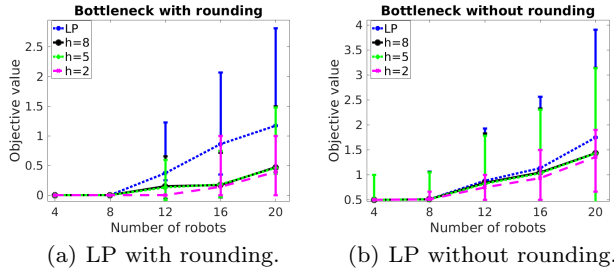 Bottleneck with rounding
LP
h=8
h=5
h=2
Objective value
2.5
2
1.5
1
0.5
0
4 8 12 16 20
Number of robots
(a) LP with rounding.
Bottleneck without rounding
LP
h=8
h=5
h=2
Objective value
4
3.5
3
2.5
2
1.5
1
0.5
4 8 12 16 20
Number of robots
(b) LP without rounding.